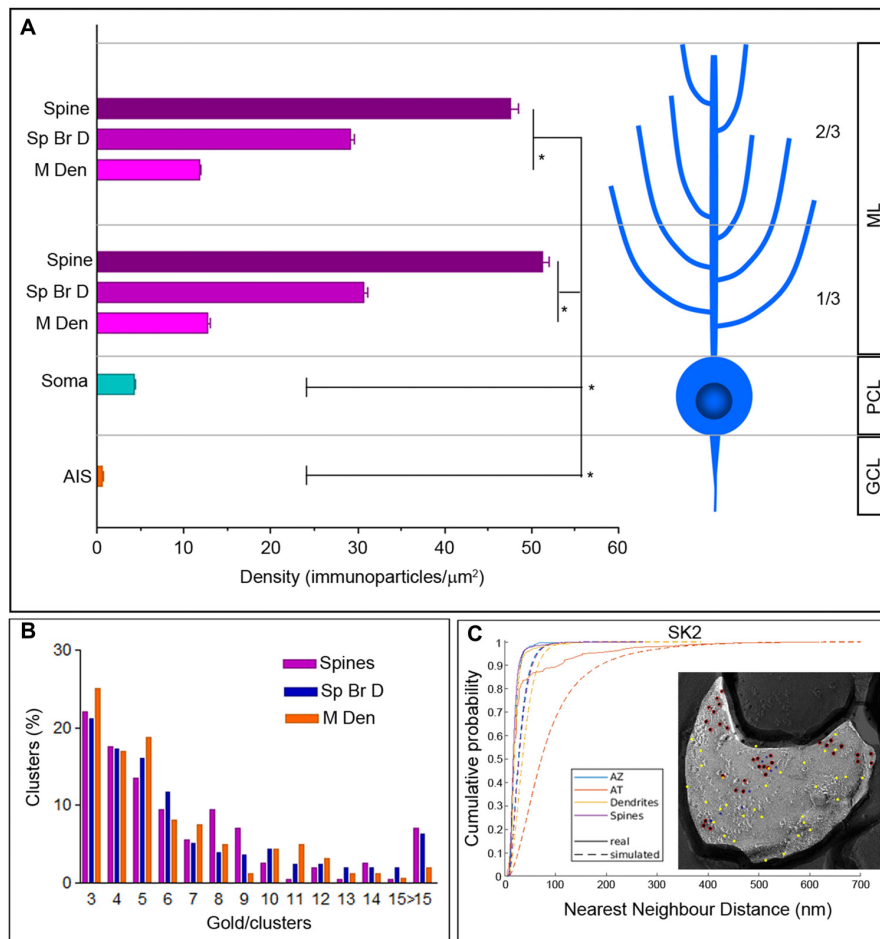 A
Spine
Sp Br D
M Den
*
2/3
ML
Spine
Sp Br D
M Den
*
1/3
Soma
*
PCL
AIS
*
GCL
0 10 20 30 40 50 60
Density (immunoparticles/μm²)
B
30
20
10
0
Clusters (%)
Spines
Sp Br D
M Den
3 4 5 6 7 8 9 10 11 12 13 14 15 >15
Gold/clusters
C
SK2
1
0.9
0.8
0.7
0.6
0.5
0.4
0.3
0.2
0.1
0
Cumulative probability
AZ
AT
Dendrites
Spines
real
simulated
0 100 200 300 400 500 600 700
Nearest Neighbour Distance (nm)